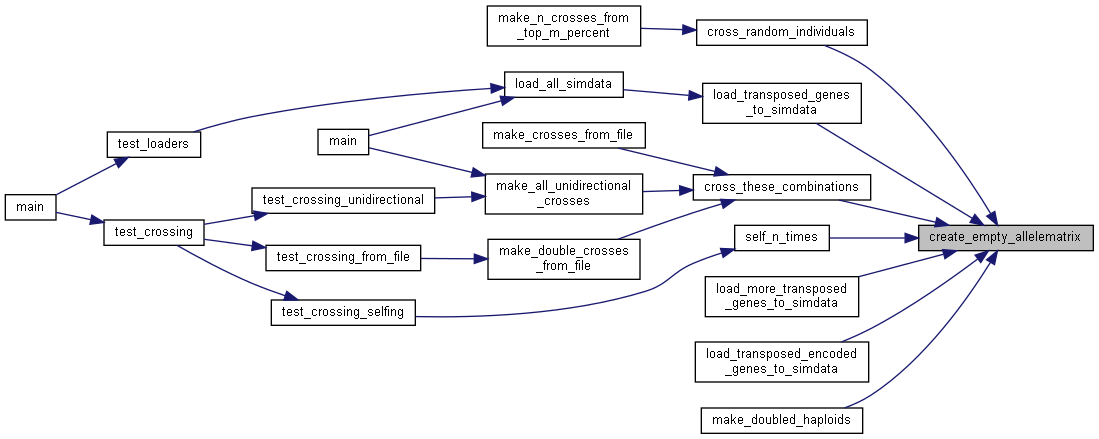 make_n_crosses_from
_top_m_percent
cross_random_individuals
load_all_simdata
load_transposed_genes
_to_simdata
main
make_crosses_from_file
test_loaders
make_all_unidirectional
_crosses
cross_these_combinations
main
test_crossing_unidirectional
test_crossing
self_n_times
create_empty_allelematrix
test_crossing_from_file
make_double_crosses
_from_file
load_more_transposed
_genes_to_simdata
test_crossing_selfing
load_transposed_encoded
_genes_to_simdata
make_doubled_haploids